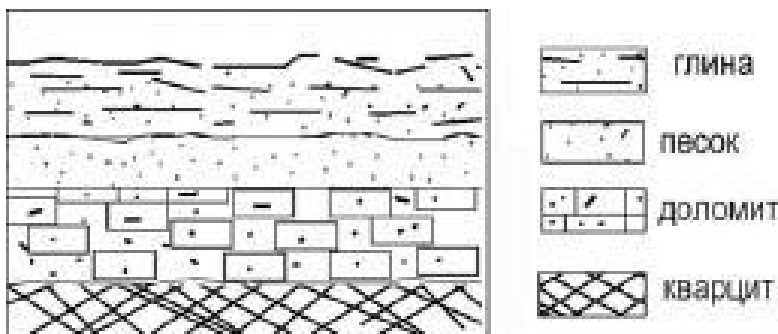 глина
песок
доломит
кварцит